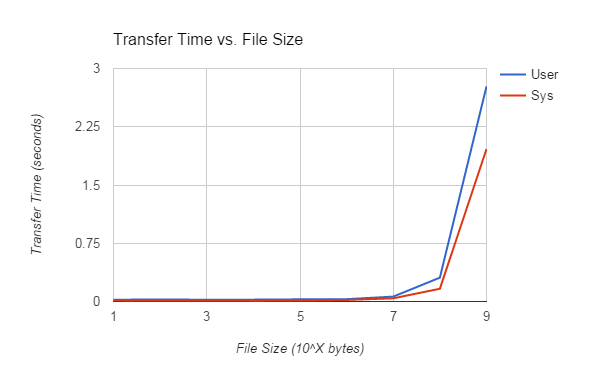 Transfer Time vs. File Size
User
Sys
Transfer Time (seconds)
3
2.25
1.5
0.75
0
1 3 5 7 9
File Size (10^X bytes)